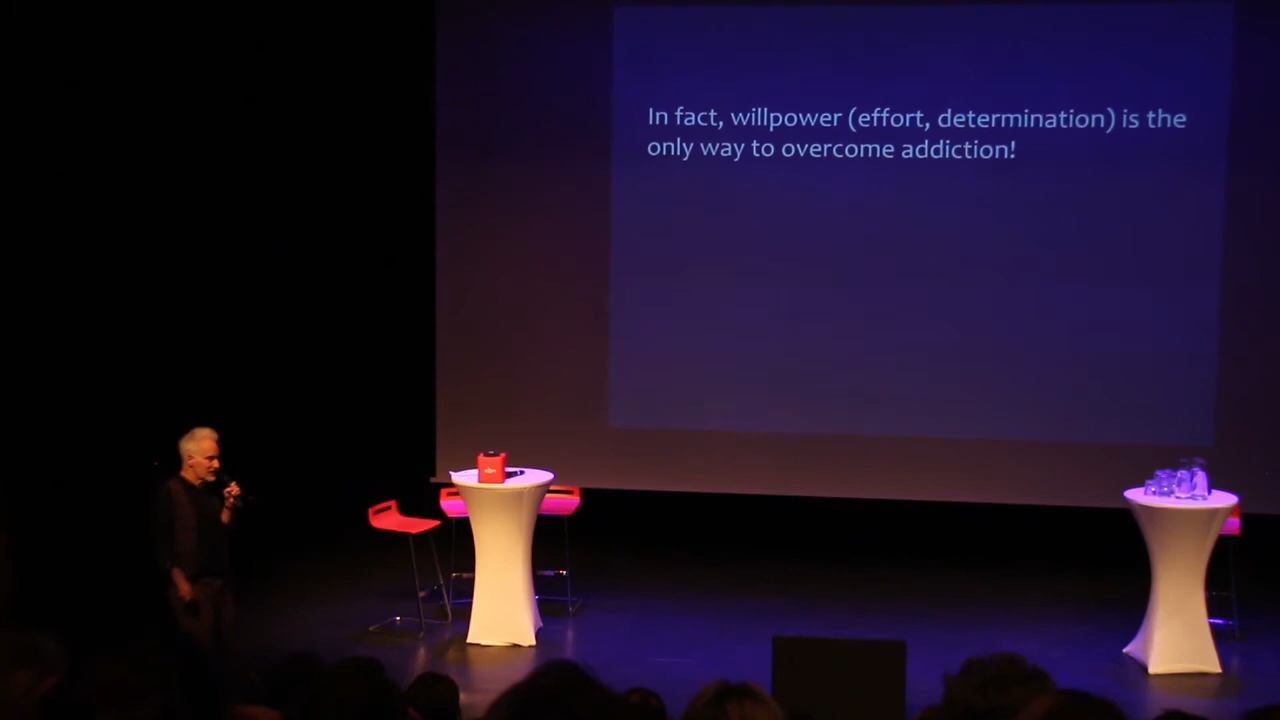 In fact, willpower (effort, determination) is the
only way to overcome addiction!